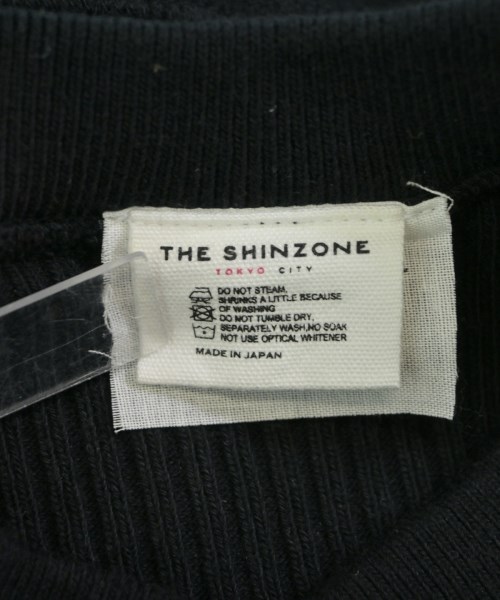 THE SHINZONE
TOKYO CITY
DO NOT STEAM,
SHRINKS A LITTLE BECAUSE
OF WASHING
DO NOT TUMBLE DRY,
SEPARATELY WASH,NO SOAK
NOT USE OPTICAL WHITENER
MADE IN JAPAN